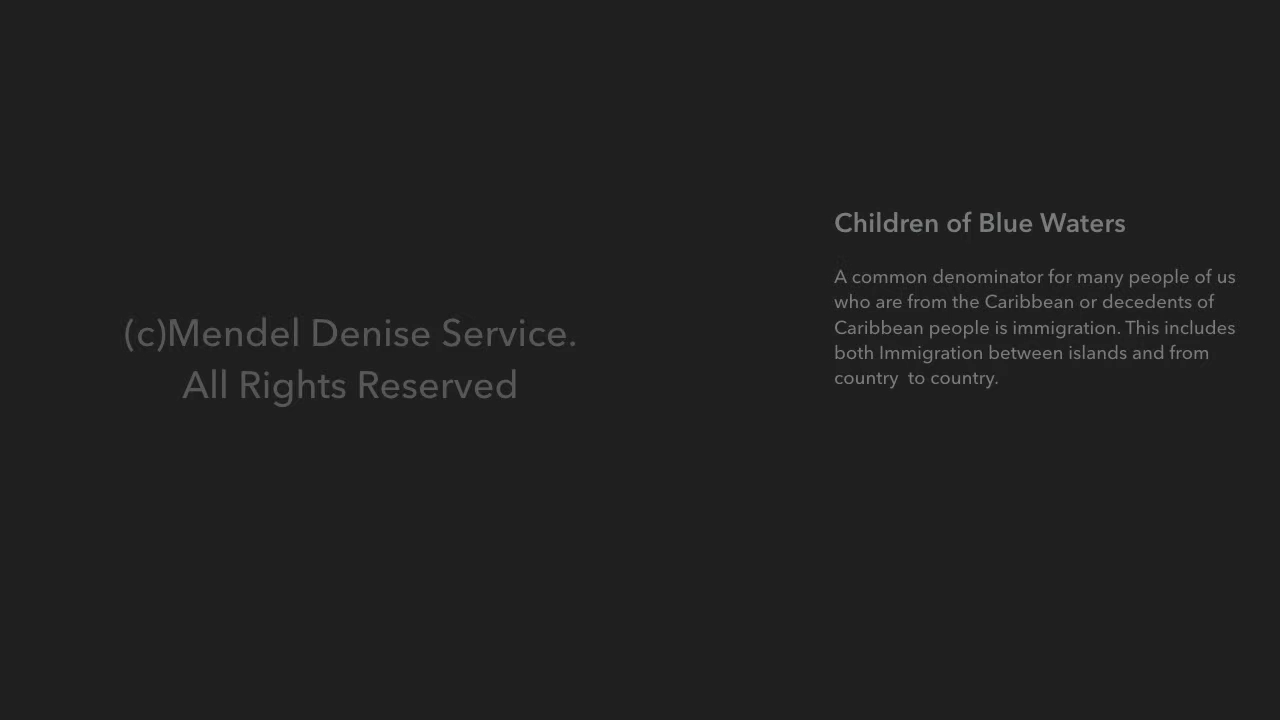 (c)Mendel Denise Service.
All Rights Reserved
Children of Blue Waters
A common denominator for many people of us
who are from the Caribbean or decedents of
Caribbean people is immigration. This includes
both Immigration between islands and from
country  to country.